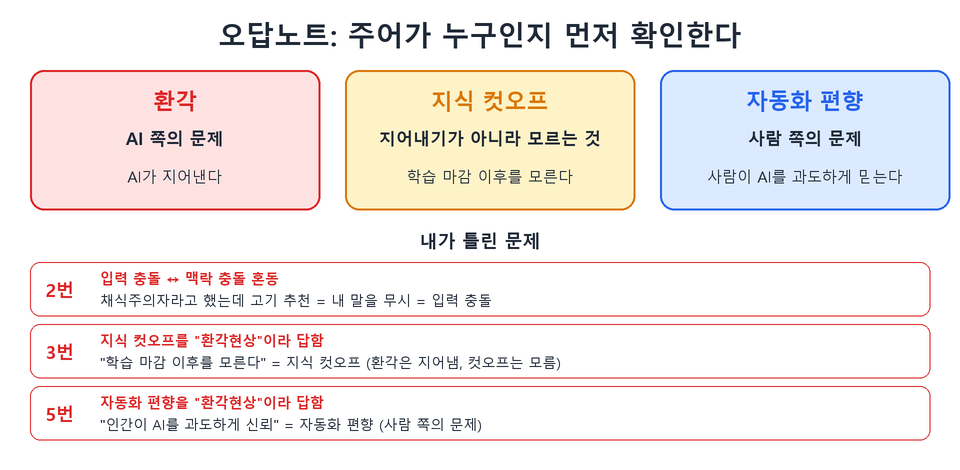 오답노트: 주어가 누구인지 먼저 확인한다
환각
AI 쪽의 문제
AI가 지어낸다
지식 컷오프
지어내기가 아니라 모르는 것
학습 마감 이후를 모른다
자동화 편향
사람 쪽의 문제
사람이 AI를 과도하게 믿는다
내가 틀린 문제
2번
입력 충돌 ↔ 맥락 충돌 혼동
채식주의자라고 했는데 고기 추천 = 내 말을 무시 = 입력 충돌
3번
지식 컷오프를 "환각현상"이라 답함
"학습 마감 이후를 모른다" = 지식 컷오프 (환각은 지어냄, 컷오프는 모름)
5번
자동화 편향을 "환각현상"이라 답함
"인간이 AI를 과도하게 신뢰" = 자동화 편향 (사람 쪽의 문제)